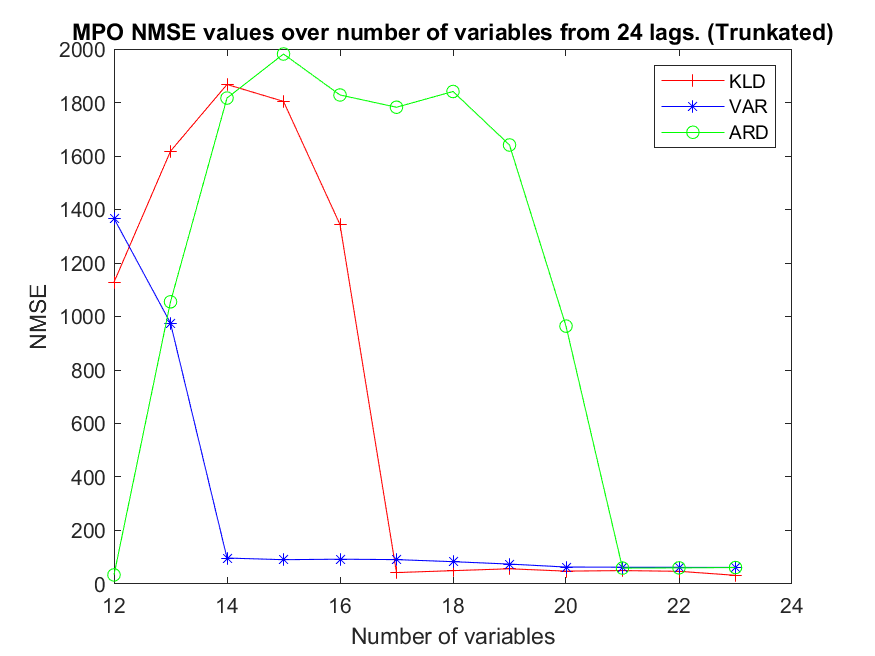 MPO NMSE values over number of variables from 24 lags. (Trunkated)
KLD
VAR
ARD
NMSE
2000
1800
1600
1400
1200
1000
800
600
400
200
0
12 14 16 18 20 22 24
Number of variables